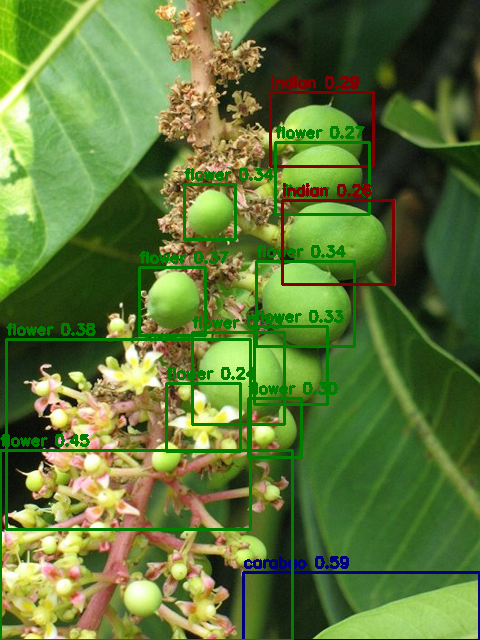 indian 0.29
flower 0.27
flower 0.34
indian 0.26
flower 0.34
flower 0.37
flower 0.33
flower 0.38
flower 0.24
flower 0.30
flower 0.45
carabao 0.59